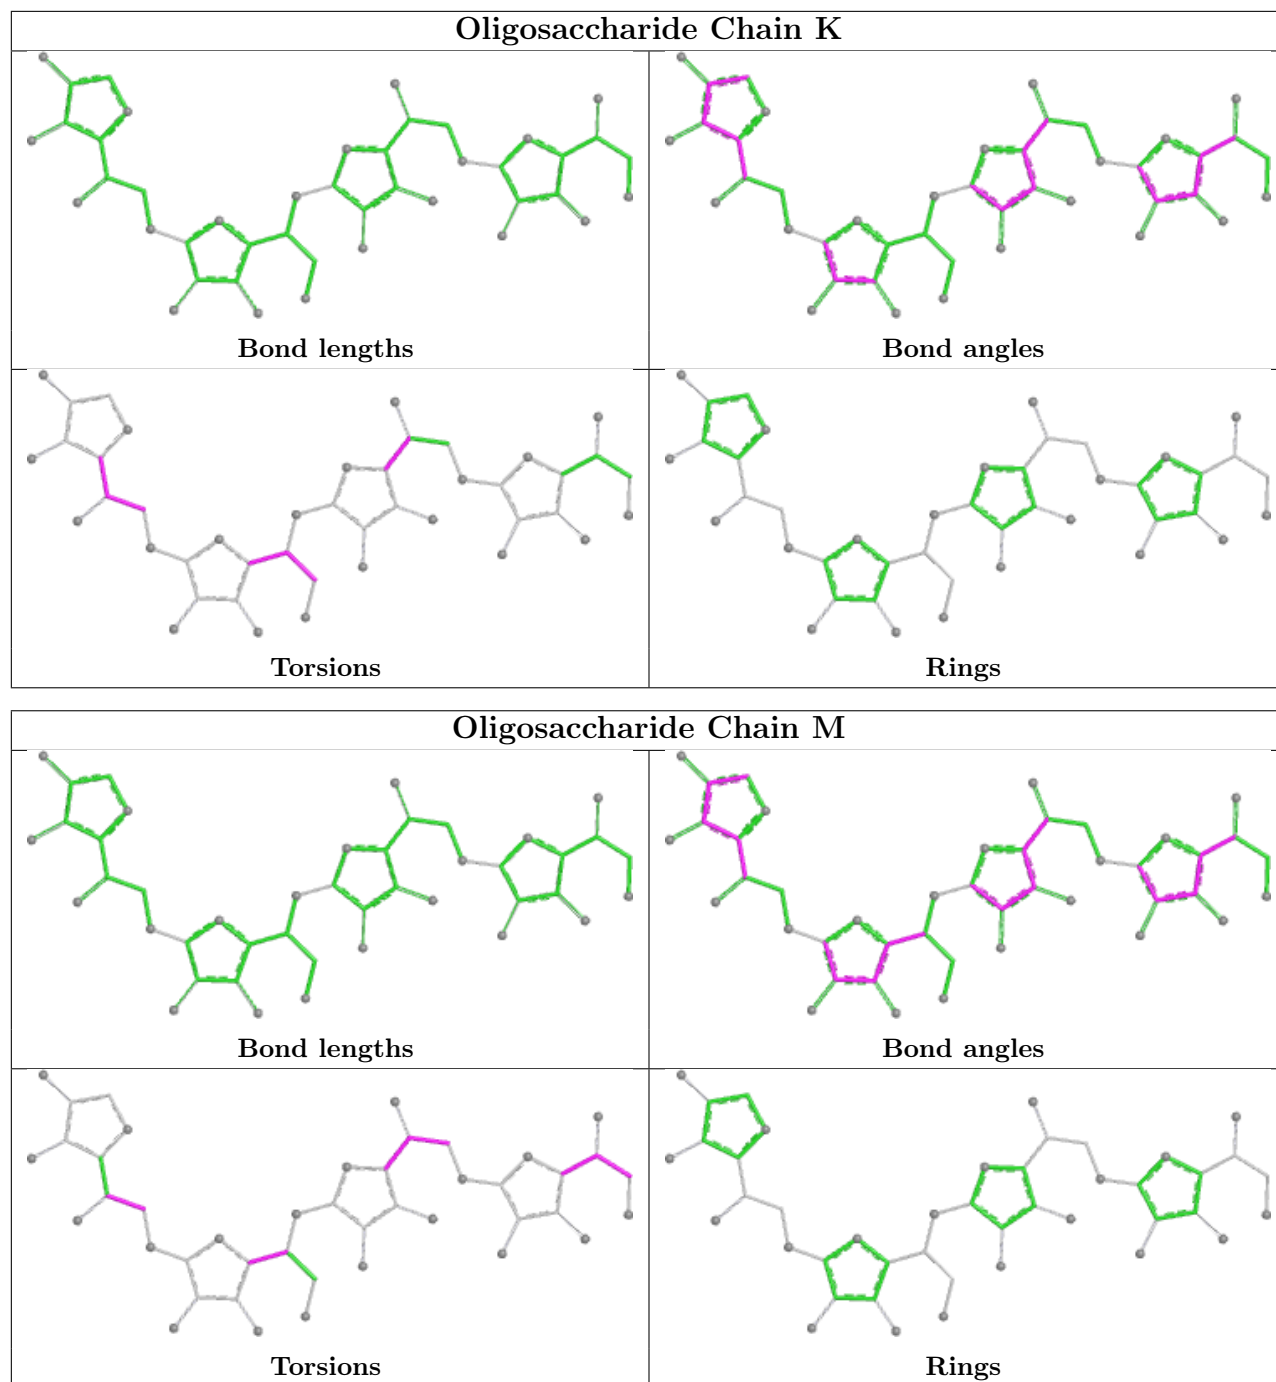 Oligosaccharide Chain K
Bond lengths
Bond angles
Torsions
Rings
Oligosaccharide Chain M
Bond lengths
Bond angles
Torsions
Rings